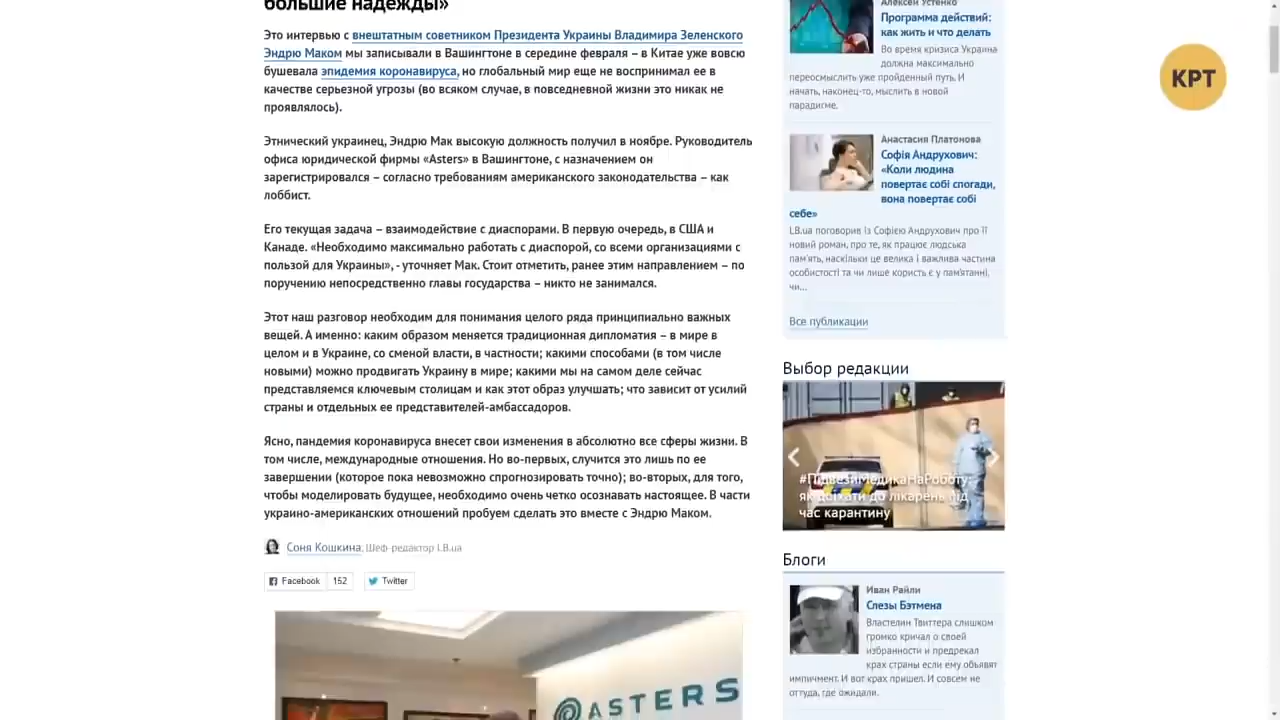 большие надежды»
Это интервью с внештатным советником Президента Украины Владимира Зеленского
Эндрю Маком мы записывали в Вашингтоне в середине февраля – в Китае уже вовсю
бушевала эпидемия коронавируса, но глобальный мир еще не воспринимал ее в
качестве серьезной угрозы (во всяком случае, в повседневной жизни это никак не
проявлялось).
Этнический украинец, Эндрю Мак высокую должность получил в ноябре. Руководитель
офиса юридической фирмы «Asters» в Вашингтоне, с назначением он
зарегистрировался – согласно требованиям американского законодательства – как
лоббист.
Его текущая задача – взаимодействие с диаспорами. В первую очередь, в США и
Канаде. «Необходимо максимально работать с диаспорой, со всеми организациями с
пользой для Украины», - уточняет Мак. Стоит отметить, ранее этим направлением – по
поручению непосредственно главы государства – никто не занимался.
Этот наш разговор необходим для понимания целого ряда принципиально важных
вещей. А именно: каким образом меняется традиционная дипломатия – в мире в
целом и в Украине, со сменой власти, в частности; какими способами (в том числе
новыми) можно продвигать Украину в мире; какими мы на самом деле сейчас
представляемся ключевым столицам и как этот образ улучшать; что зависит от усилий
страны и отдельных ее представителей-амбассадоров.
Ясно, пандемия коронавируса внесет свои изменения в абсолютно все сферы жизни. В
том числе, международные отношения. Но во-первых, случится это лишь по ее
завершении (которое пока невозможно спрогнозировать точно); во-вторых, для того,
чтобы моделировать будущее, необходимо очень четко осознавать настоящее. В части
украино-американских отношений пробуем сделать это вместе с Эндрю Маком.
Соня Кошкина, Шеф-редактор LB.ua
Facebook 152 Twitter
ASTERS
Алексей Устенко
Программа действий:
как жить и что делать
Во время кризиса Украина
должна максимально
переосмыслить уже пройденный путь. И
начать, наконец-то, мыслить в новой
парадигме.
Анастасия Платонова
Софія Андрухович:
«Коли людина
повертає собі спогади,
вона повертає собі
себе»
LB.ua поговорив із Софією Андрухович про її
новий роман, про те, як працює людська
пам'ять, наскільки це велика і важлива частина
особистості та чи лише користь є у пам'ятанні,
чи...
Все публикации
Выбор редакции
#ПідвезиМедикаНаРоботу:
як доїхати до лікарень під
час карантину
Блоги
Иван Райли
Слезы Бэтмена
Властелин Твиттера слишком
громко кричал о своей
избранности и предрекал
крах страны если ему объявят
импичмент. И вот крах пришел. И совсем не
оттуда, где ожидали.
КРТ